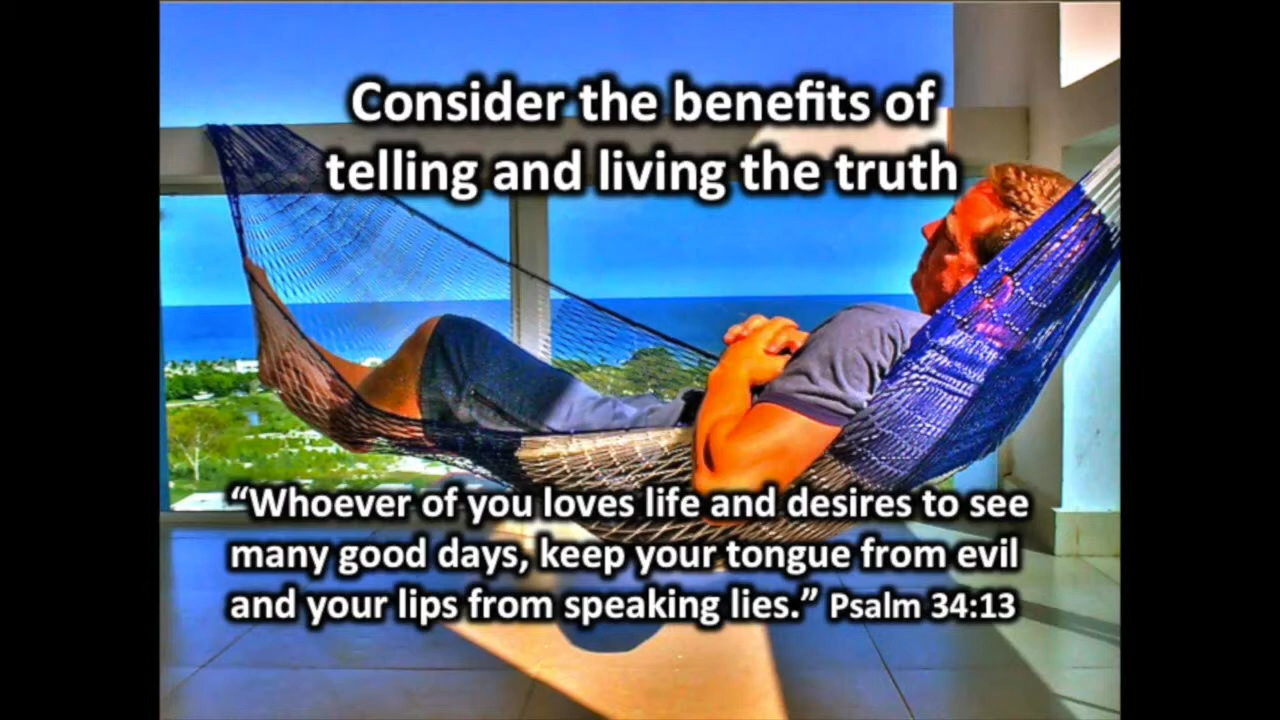 Consider the benefits of
telling and living the truth
“Whoever of you loves life and desires to see
many good days, keep your tongue from evil
and your lips from speaking lies.” Psalm 34:13